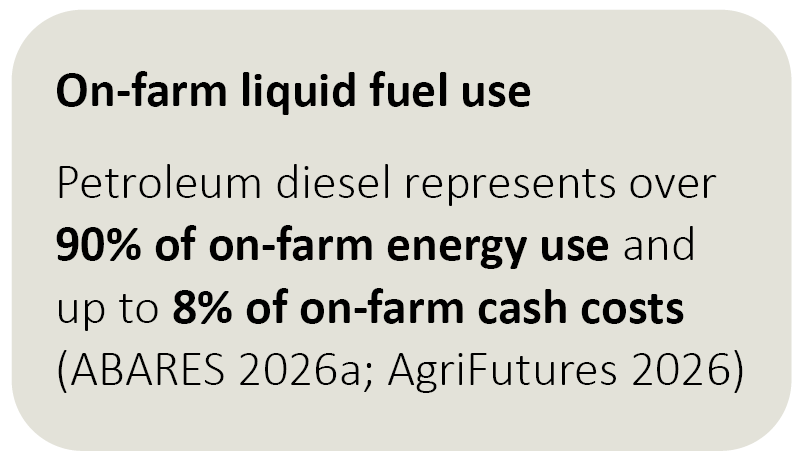 On-farm liquid fuel use
Petroleum diesel represents over
90% of on-farm energy use and
up to 8% of on-farm cash costs
(ABARES 2026a; AgriFutures 2026)